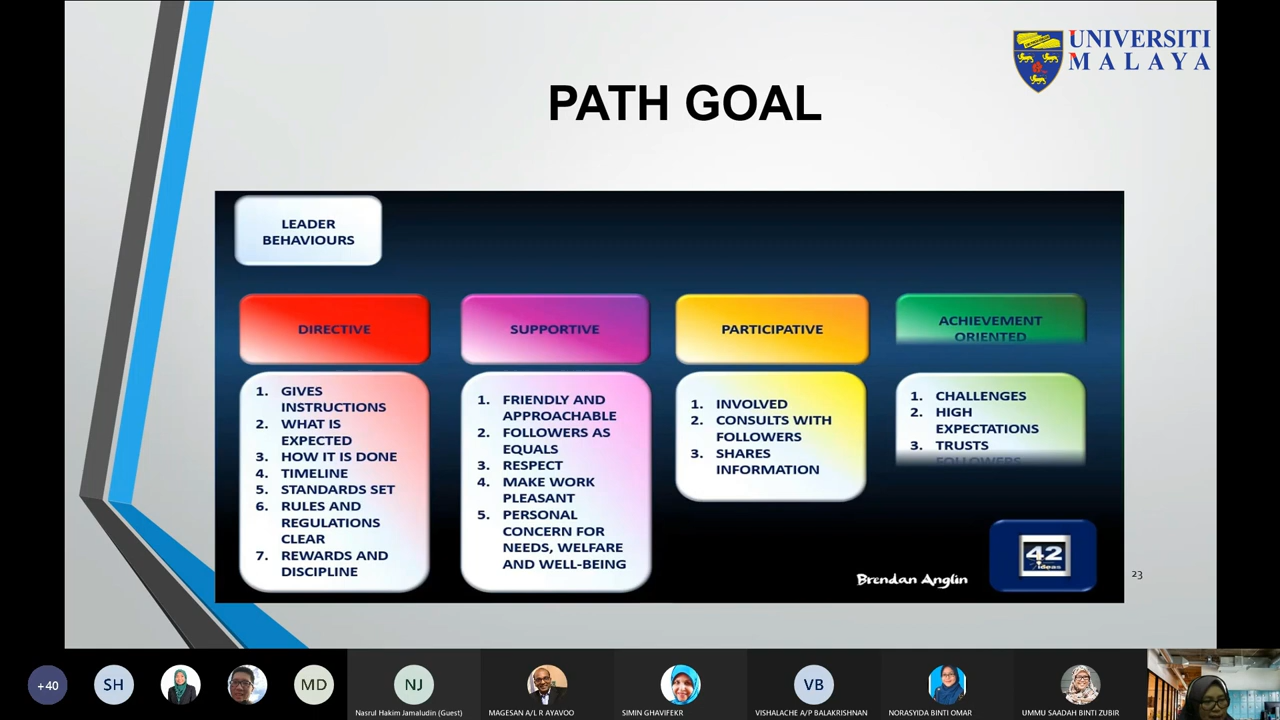 UNIVERSITI
MALAYA
PATH GOAL
LEADER
BEHAVIOURS
DIRECTIVE
1. GIVES
INSTRUCTIONS
2. WHAT IS
EXPECTED
3. HOW IT IS DONE
4. TIMELINE
5. STANDARDS SET
6. RULES AND
REGULATIONS
CLEAR
7. REWARDS AND
DISCIPLINE
SUPPORTIVE
1. FRIENDLY AND
APPROACHABLE
2. FOLLOWERS AS
EQUALS
3. RESPECT
4. MAKE WORK
PLEASANT
5. PERSONAL
CONCERN FOR
NEEDS, WELFARE
AND WELL-BEING
PARTICIPATIVE
1. INVOLVED
2. CONSULTS WITH
FOLLOWERS
3. SHARES
INFORMATION
ACHIEVEMENT
ORIENTED
1. CHALLENGES
2. HIGH
EXPECTATIONS
3. TRUSTS
FOLLOWERS
Brendan Anglin
42
ideas
23
+40
SH
MD
NJ
Nasrul Hakim Jamaludin (Guest)
MAGESAN A/L R AYAVOO
SIMIN GHAVIFEKR
VB
VISHALACHE A/P BALAKRISHNAN
NORASYIDA BINTI OMAR
UMMU SAADAH BINTI ZUBIR